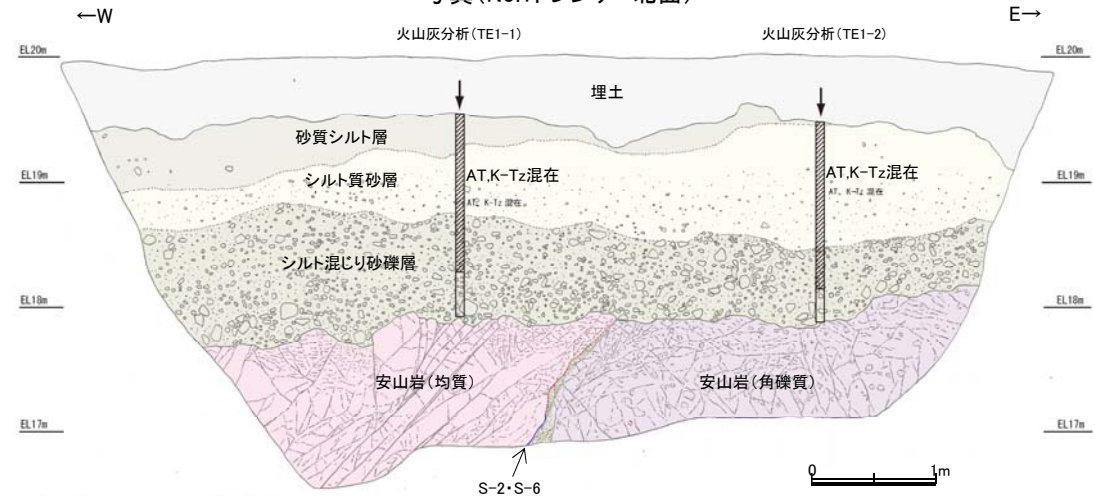 ←W
E→
火山灰分析(TE1-1)
火山灰分析(TE1-2)
EL20m
EL20m
埋土
砂質シルト層
シルト質砂層
AT,K-Tz混在
AT, K-Tz 混在
AT,K-Tz混在
AT, K-Tz 混在
EL19m
EL19m
シルト混じり砂礫層
EL18m
EL18m
安山岩(均質)
安山岩(角礫質)
EL17m
EL17m
0 1m
S-2・S-6